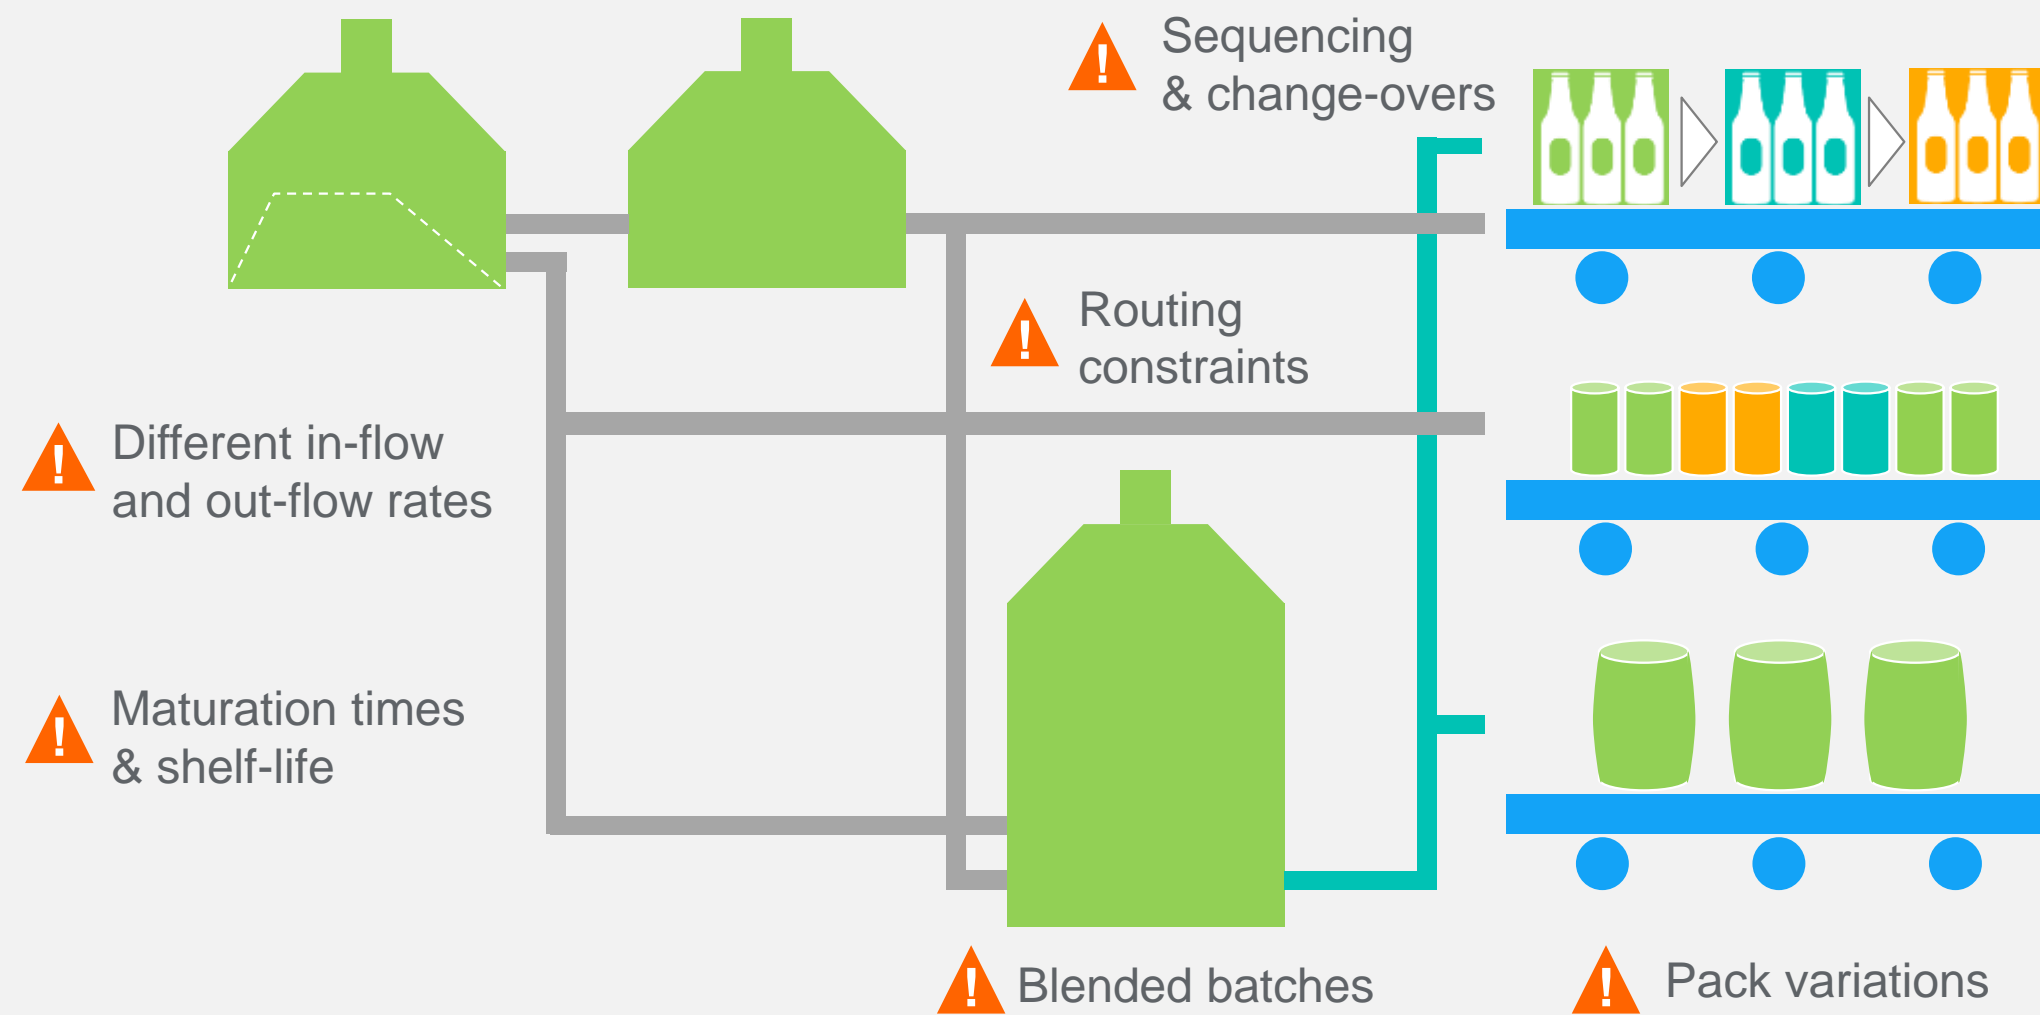 Sequencing
& change-overs
Routing
constraints
Different in-flow
and out-flow rates
Maturation times
& shelf-life
Blended batches
Pack variations